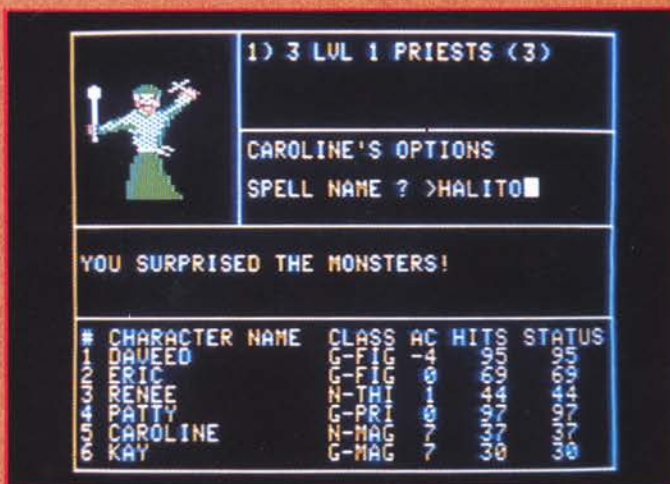 1) 3 LVL 1 PRIESTS (3)
CAROLINE'S OPTIONS
SPELL NAME ? >HALITO
YOU SURPRISED THE MONSTERS!
# CHARACTER NAME CLASS AC HITS STATUS
1 DAVEED G-FIG -4 95 95
2 ERIC G-FIG 0 69 69
3 RENEE N-THI 1 44 44
4 PATTY G-PRI 0 97 97
5 CAROLINE N-MAG 7 37 37
6 KAY G-MAG 7 30 30